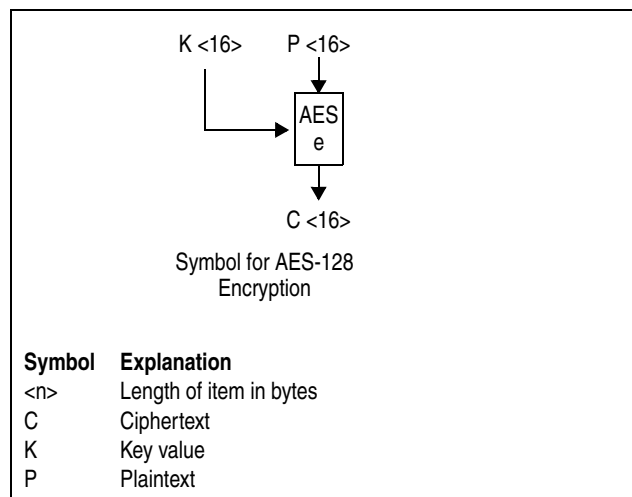 K <16> P <16>
AES
e
C <16>
Symbol for AES-128
Encryption
Symbol Explanation
<n> Length of item in bytes
C Ciphertext
K Key value
P Plaintext